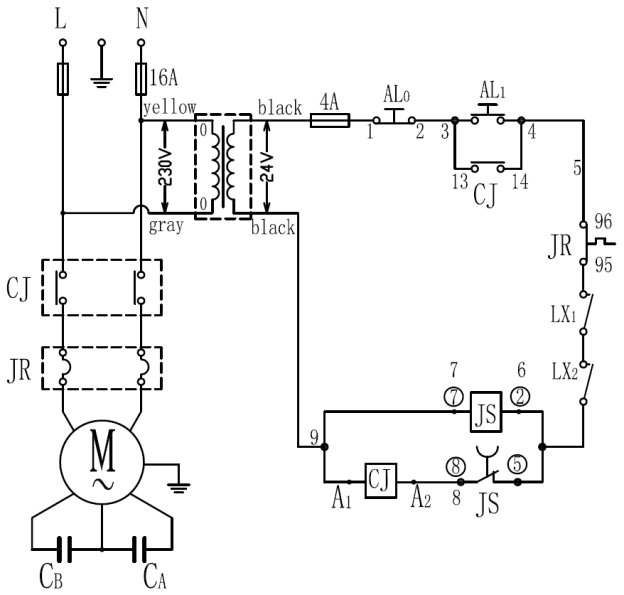 L N
16A
yellow black 4A AL0 AL1
0 0
230V 24V
1 2 3 4
13 CJ 14
5
gray black
96
JR
95
CJ
LX1
JR
LX2
7 6
7 JS 2
9
M
~
CJ 8 5
A1 A2 8 JS
CB CA